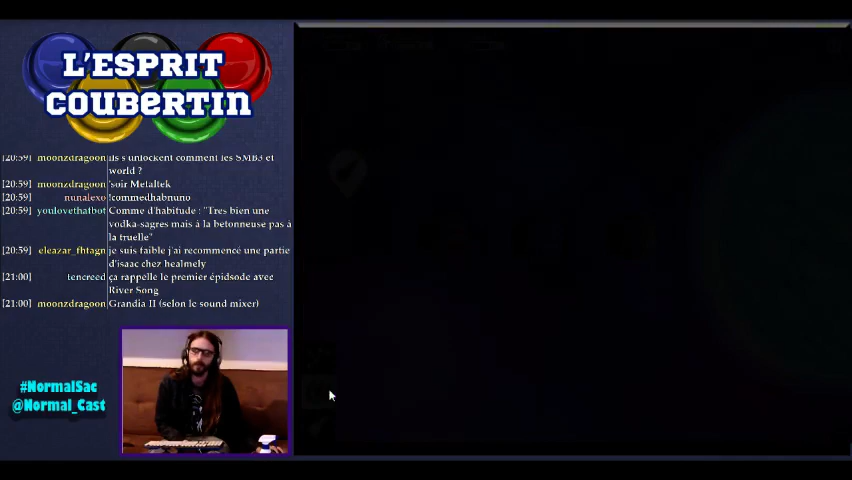 L'ESPRIT
COUBERTIN
[20:59] moonzdragoon ils s'unlockent comment les SMB3 et
world ?
[20:59] moonzdragoon 'soir Metaltek
[20:59] nunalexo !commedhabnuno
[20:59] youlovethatbot Comme d'habitude : "Tres bien une
vodka-sagres mais à la betonneuse pas à
la truelle"
[20:59] eleazar_fhtagn je suis faible j'ai recommencé une partie
d'isaac chez healmely
[21:00] tencreed ça rappelle le premier épidsode avec
River Song
[21:00] moonzdragoon Grandia II (selon le sound mixer)
#NormalSac
@Normal_Cast